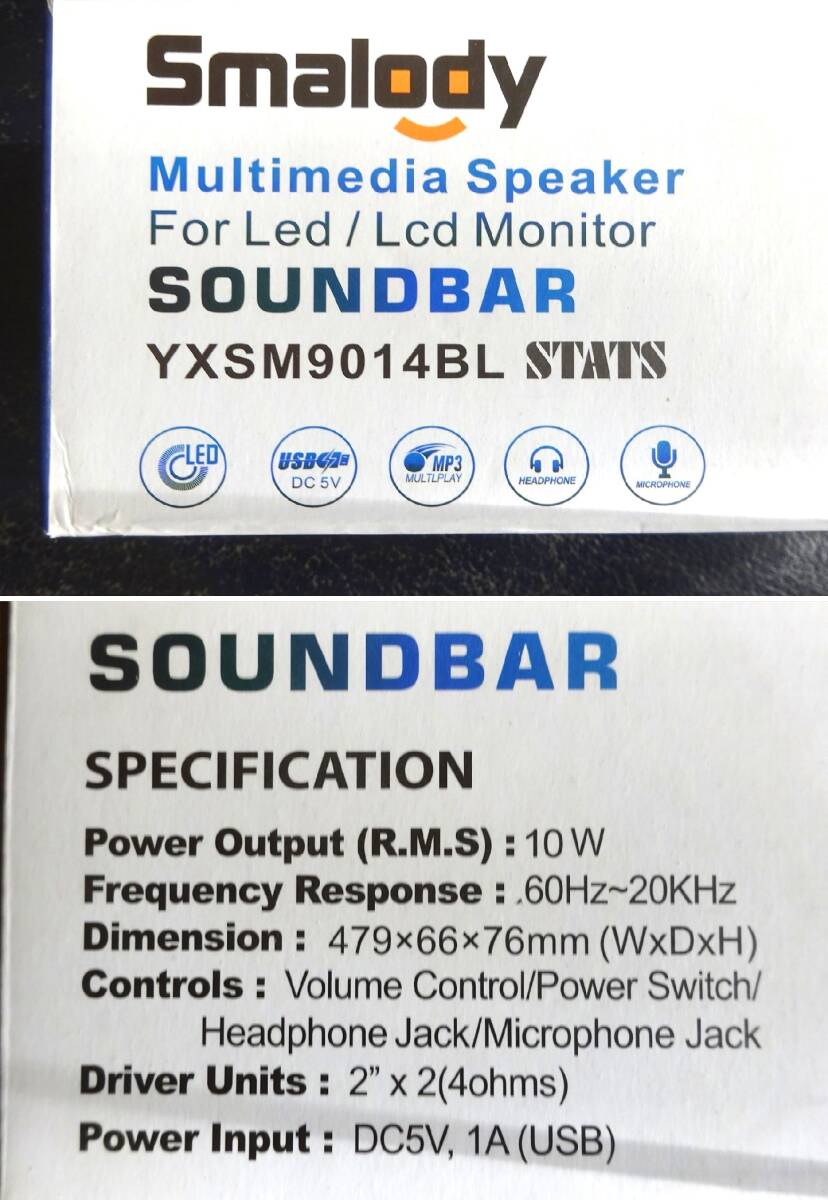 Smalody
Multimedia Speaker
For Led / Lcd Monitor
SOUNDBAR
YXSM9014BL STATS
LED
USB
DC 5V
MP3
MULTLPLAY
HEADPHONE
MICROPHONE
SOUNDBAR
SPECIFICATION
Power Output (R.M.S) : 10 W
Frequency Response : .60Hz~20KHz
Dimension : 479×66×76mm (WxDxH)
Controls : Volume Control/Power Switch/
Headphone Jack/Microphone Jack
Driver Units : 2” x 2(4ohms)
Power Input : DC5V, 1A (USB)